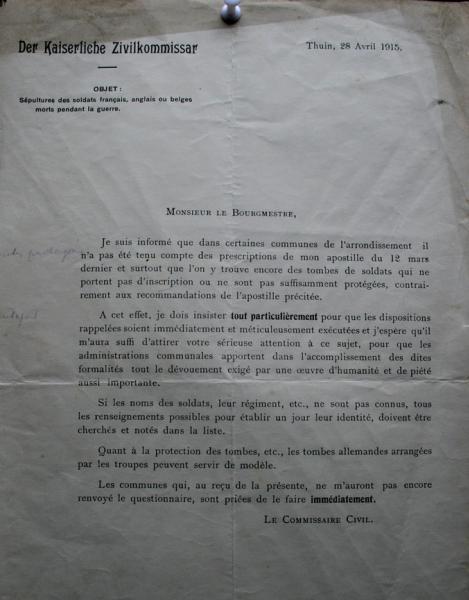 Der Kaiserliche Zivilkommissar
Thuin, 28 Avril 1915.
OBJET :
Sépultures des soldats français, anglais ou belges
morts pendant la guerre.
Monsieur le Bourgmestre,
Je suis informé que dans certaines communes de l'arrondissement il
n'a pas été tenu compte des prescriptions de mon apostille du 12 mars
dernier et surtout que l'on y trouve encore des tombes de soldats qui ne
portent pas d'inscription ou ne sont pas suffisamment protégées, contrai-
rement aux recommandations de l'apostille précitée.
A cet effet, je dois insister tout particulièrement pour que les dispositions
rappelées soient immédiatement et méticuleusement exécutées et j'espère qu'il
m'aura suffi d'attirer votre sérieuse attention à ce sujet, pour que les
administrations communales apportent dans l'accomplissement des dites
formalités tout le dévouement exigé par une œuvre d'humanité et de piété
aussi importante.
Si les noms des soldats, leur régiment, etc., ne sont pas connus, tous
les renseignements possibles pour établir un jour leur identité, doivent être
cherchés et notés dans la liste.
Quant à la protection des tombes, etc., les tombes allemandes arrangées
par les troupes peuvent servir de modèle.
Les communes qui, au reçu de la présente, ne m'auront pas encore
renvoyé le questionnaire, sont priées de le faire immédiatement.
Le Commissaire Civil.